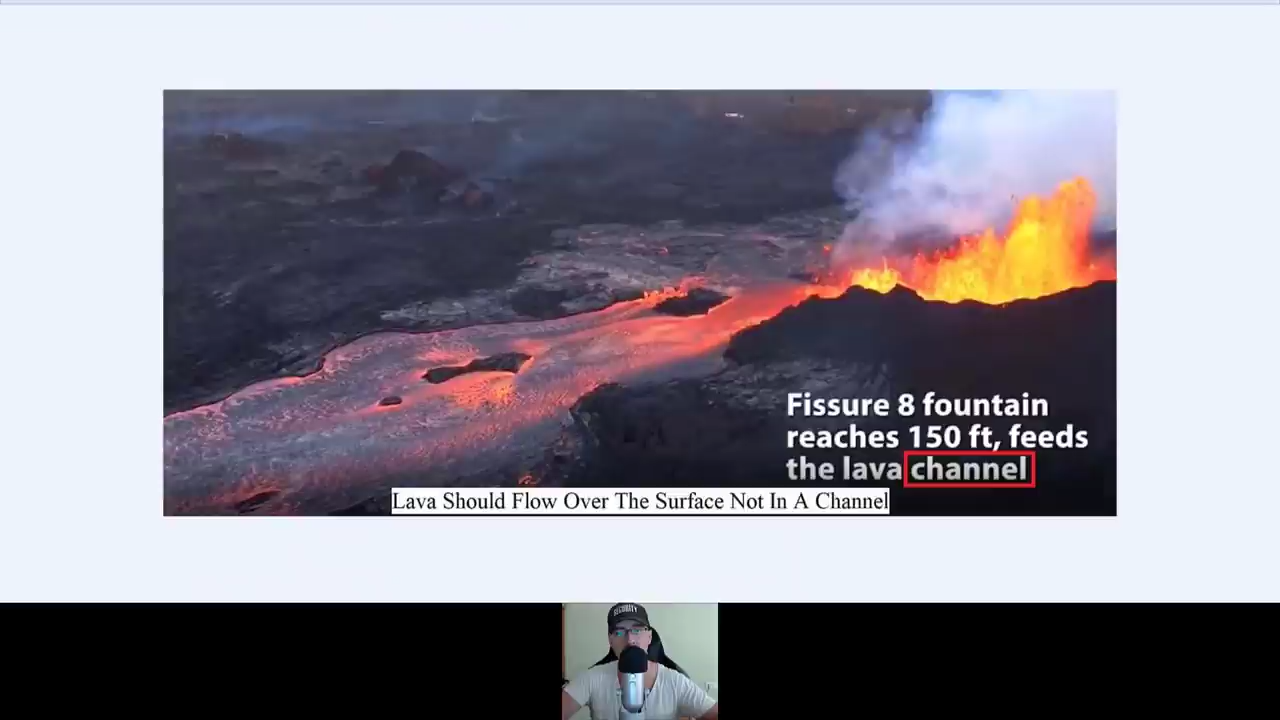 Fissure 8 fountain
reaches 150 ft, feeds
the lava channel
Lava Should Flow Over The Surface Not In A Channel
SECURITY